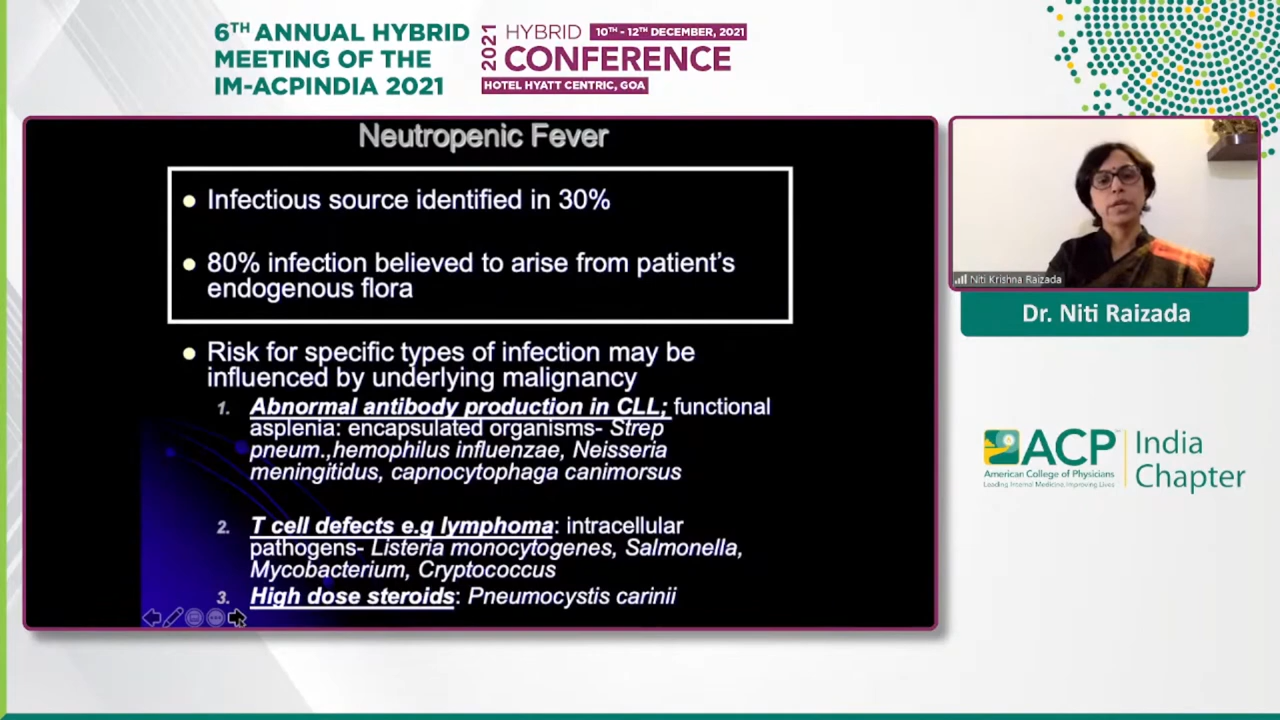 6TH ANNUAL HYBRID
MEETING OF THE
IM-ACPINDIA 2021
2021
HYBRID
10TH - 12TH DECEMBER, 2021
CONFERENCE
HOTEL HYATT CENTRIC, GOA
Neutropenic Fever
• Infectious source identified in 30%
• 80% infection believed to arise from patient's
endogenous flora
• Risk for specific types of infection may be
influenced by underlying malignancy
1. Abnormal antibody production in CLL; functional
asplenia: encapsulated organisms- Strep
pneum.,hemophilus influenzae, Neisseria
meningitidus, capnocytophaga canimorsus
2. T cell defects e.g lymphoma: intracellular
pathogens- Listeria monocytogenes, Salmonella,
Mycobacterium, Cryptococcus
3. High dose steroids: Pneumocystis carinii
Niti Krishna Raizada
Dr. Niti Raizada
ACP
American College of Physicians
Leading Internal Medicine, Improving Lives
India
Chapter